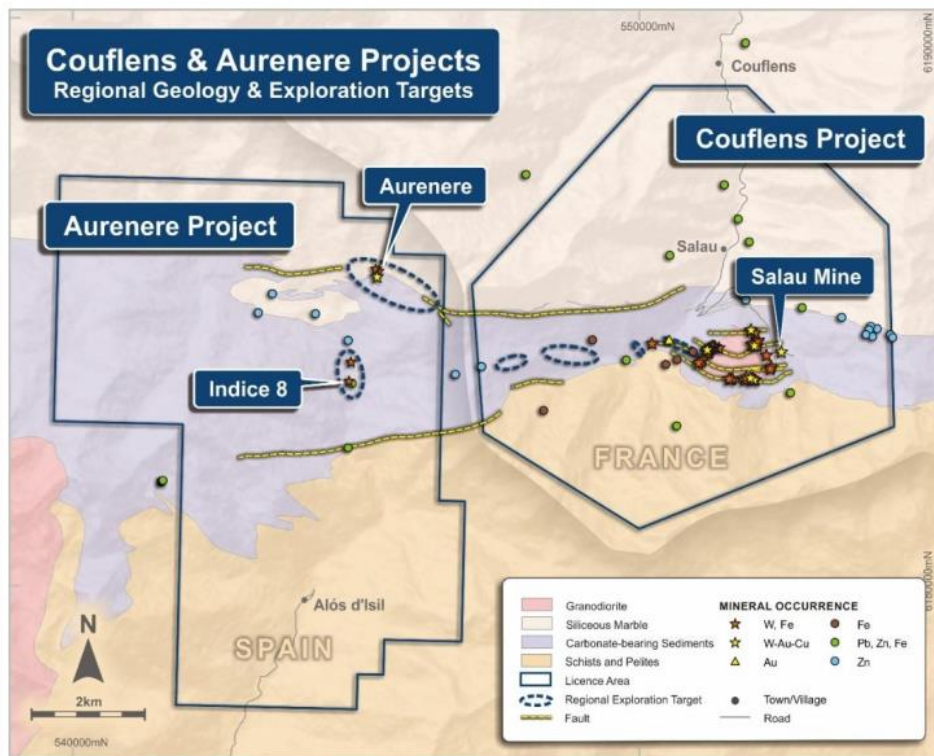 550000mN
6190000mN
Couflens & Aurenere Projects
Regional Geology & Exploration Targets
Couflens
Couflens Project
Aurenere
Aurenere Project
Salau
Salau Mine
Indice 8
FRANCE
6180000mN
Alós d'Isil
SPAIN
N
2km
540000mN
Granodiorite
Siliceous Marble
Carbonate-bearing Sediments
Schists and Pelites
Licence Area
Regional Exploration Target
Fault
MINERAL OCCURRENCE
W, Fe
W-Au-Cu
Au
Fe
Pb, Zn, Fe
Zn
Town/Village
Road